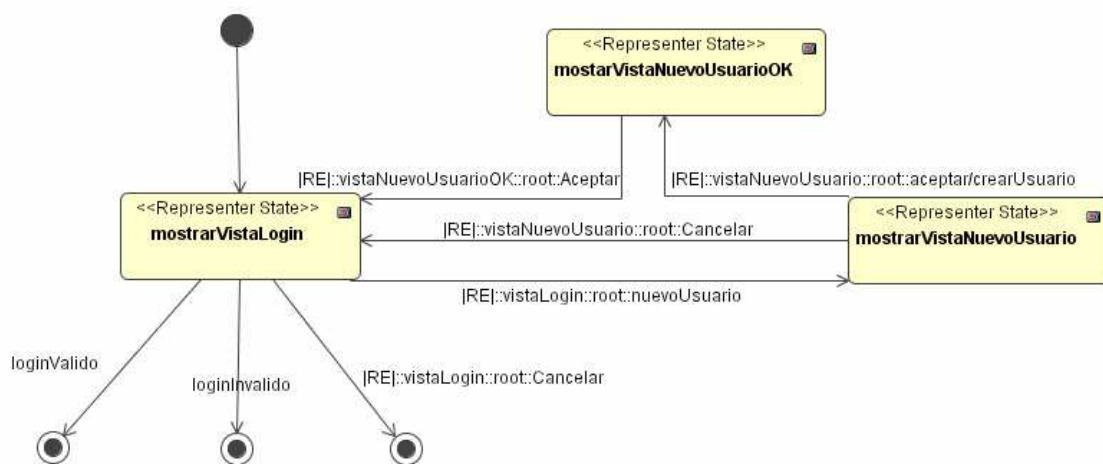 <<Representer State>>
mostarVistaNuevoUsuarioOK
|RE|::vistaNuevoUsuarioOK::root::Aceptar
|RE|::vistaNuevoUsuario::root::aceptar/crearUsuario
<<Representer State>>
mostrarVistaLogin
<<Representer State>>
mostrarVistaNuevoUsuario
|RE|::vistaNuevoUsuario::root::Cancelar
|RE|::vistaLogin::root::nuevoUsuario
loginValido
loginInvalido
|RE|::vistaLogin::root::Cancelar